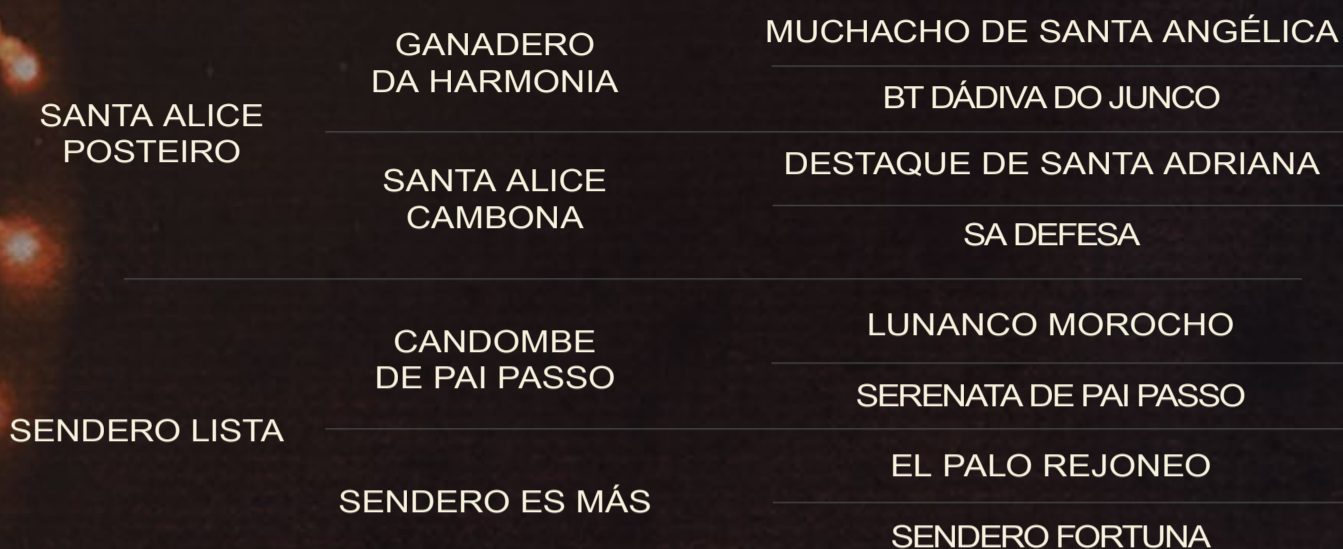 SANTA ALICE
POSTEIRO
GANADERO
DA HARMONIA
MUCHACHO DE SANTA ANGÉLICA
BT DÁDIVA DO JUNCO
SANTA ALICE
CAMBONA
DESTAQUE DE SANTA ADRIANA
SA DEFESA
SENDERO LISTA
CANDOMBE
DE PAI PASSO
LUNANCO MOROCHO
SERENATA DE PAI PASSO
SENDERO ES MÁS
EL PALO REJONEO
SENDERO FORTUNA